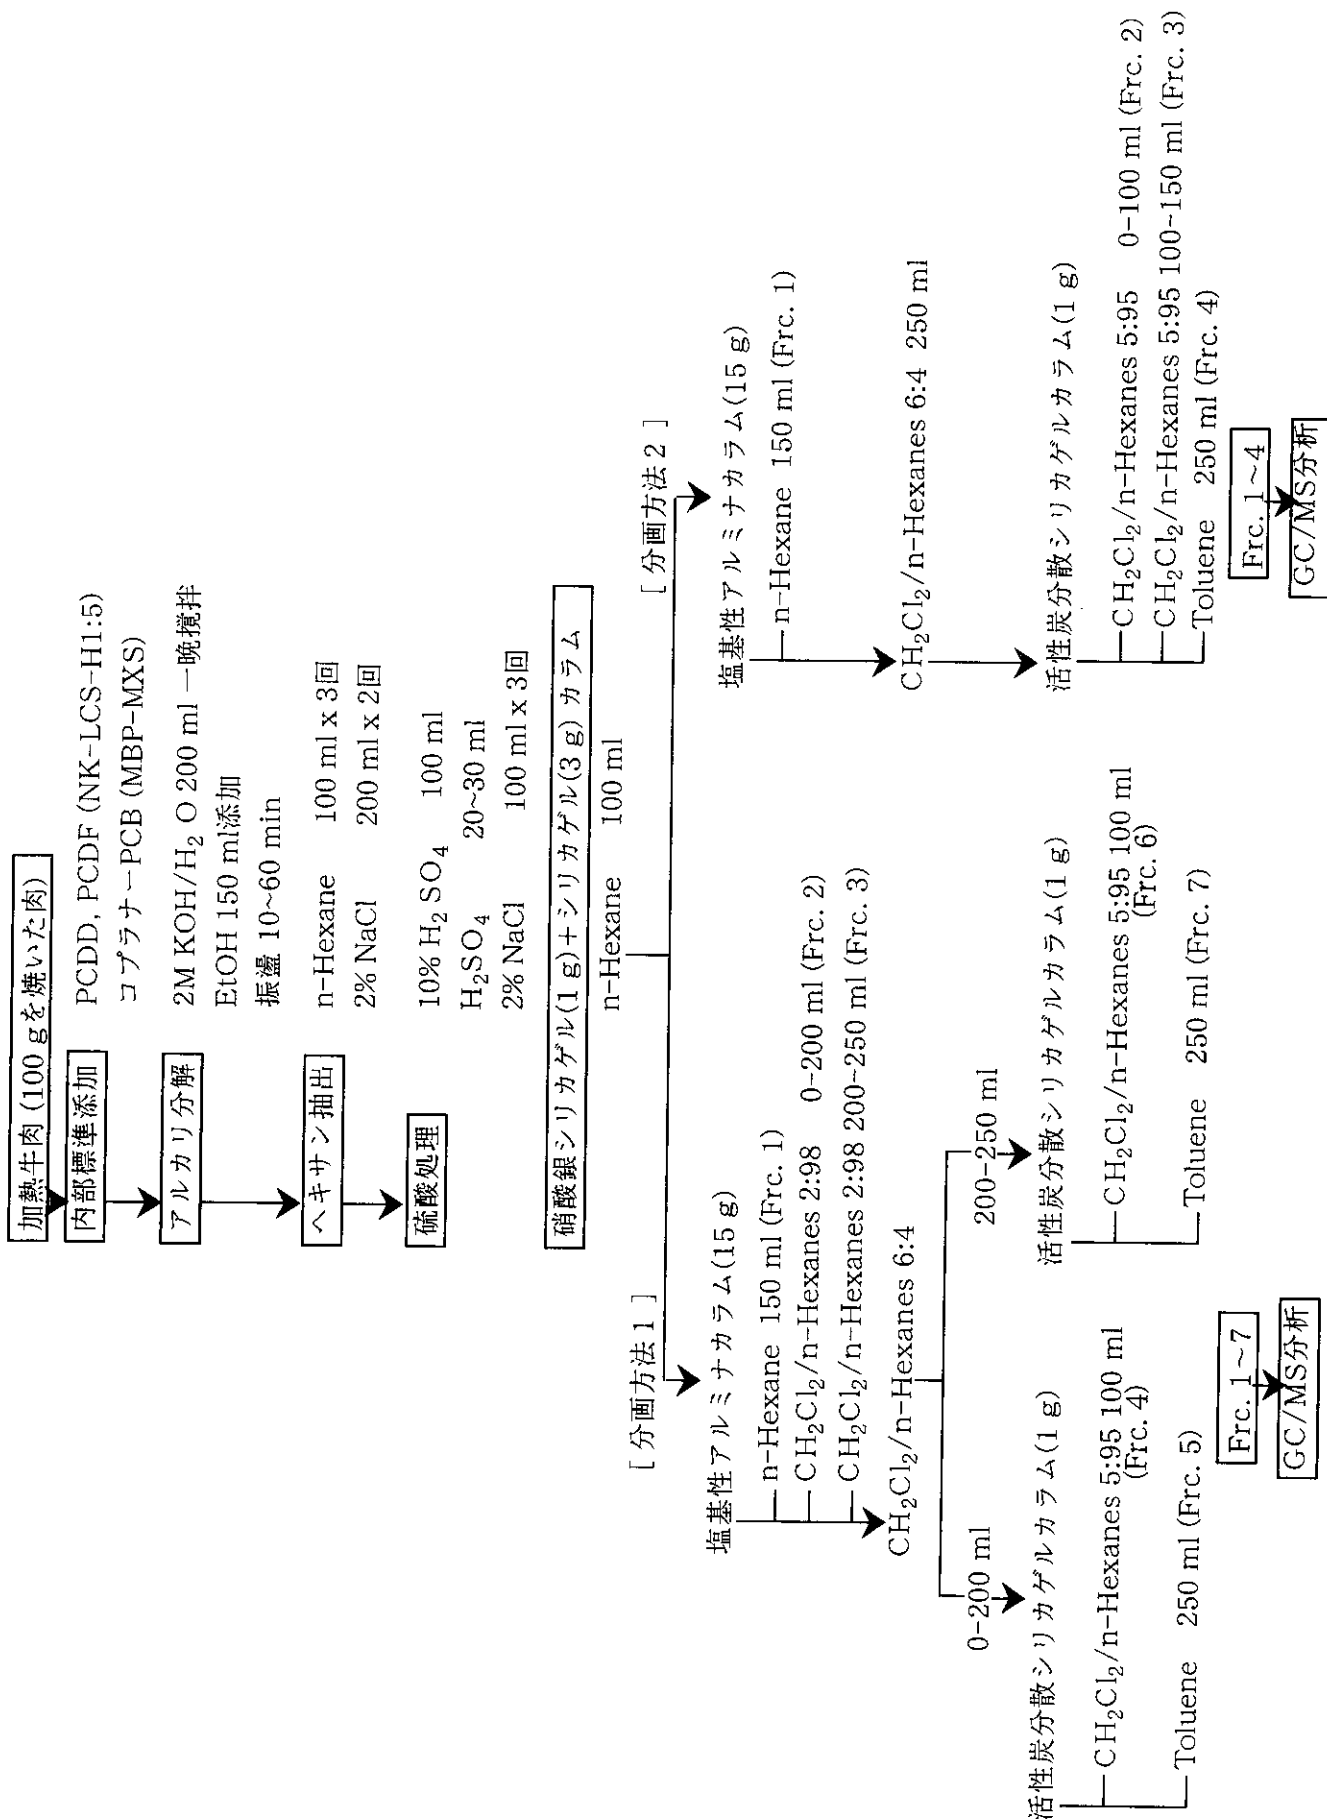 加熱牛肉 (100 gを焼いた肉)
内部標準添加
PCDD, PCDF (NK-LCS-H1:5)
コプラナーPCB (MBP-MXS)
アルカリ分解
2M KOH/H2 O 200 ml 一晩撹拌
EtOH 150 ml添加
振盪 10~60 min
ヘキサン抽出
n-Hexane 100 ml x 3回
2% NaCl 200 ml x 2回
硫酸処理
10% H2 SO4 100 ml
H2SO4 20~30 ml
2% NaCl 100 ml x 3回
硝酸銀シリカゲル(1 g)+シリカゲル(3 g) カラム
n-Hexane 100 ml
[ 分画方法 1 ]
塩基性アルミナカラム(15 g)
n-Hexane 150 ml (Frc. 1)
CH2Cl2/n-Hexanes 2:98 0-200 ml (Frc. 2)
CH2Cl2/n-Hexanes 2:98 200-250 ml (Frc. 3)
CH2Cl2/n-Hexanes 6:4
0-200 ml
活性炭分散シリカゲルカラム(1 g)
CH2Cl2/n-Hexanes 5:95 100 ml
(Frc. 4)
Toluene 250 ml (Frc. 5)
200-250 ml
活性炭分散シリカゲルカラム(1 g)
CH2Cl2/n-Hexanes 5:95 100 ml
(Frc. 6)
Toluene 250 ml (Frc. 7)
Frc. 1~7
GC/MS分析
[ 分画方法 2 ]
塩基性アルミナカラム(15 g)
n-Hexane 150 ml (Frc. 1)
CH2Cl2/n-Hexanes 6:4 250 ml
活性炭分散シリカゲルカラム(1 g)
CH2Cl2/n-Hexanes 5:95 0-100 ml (Frc. 2)
CH2Cl2/n-Hexanes 5:95 100-150 ml (Frc. 3)
Toluene 250 ml (Frc. 4)
Frc. 1~4
GC/MS分析